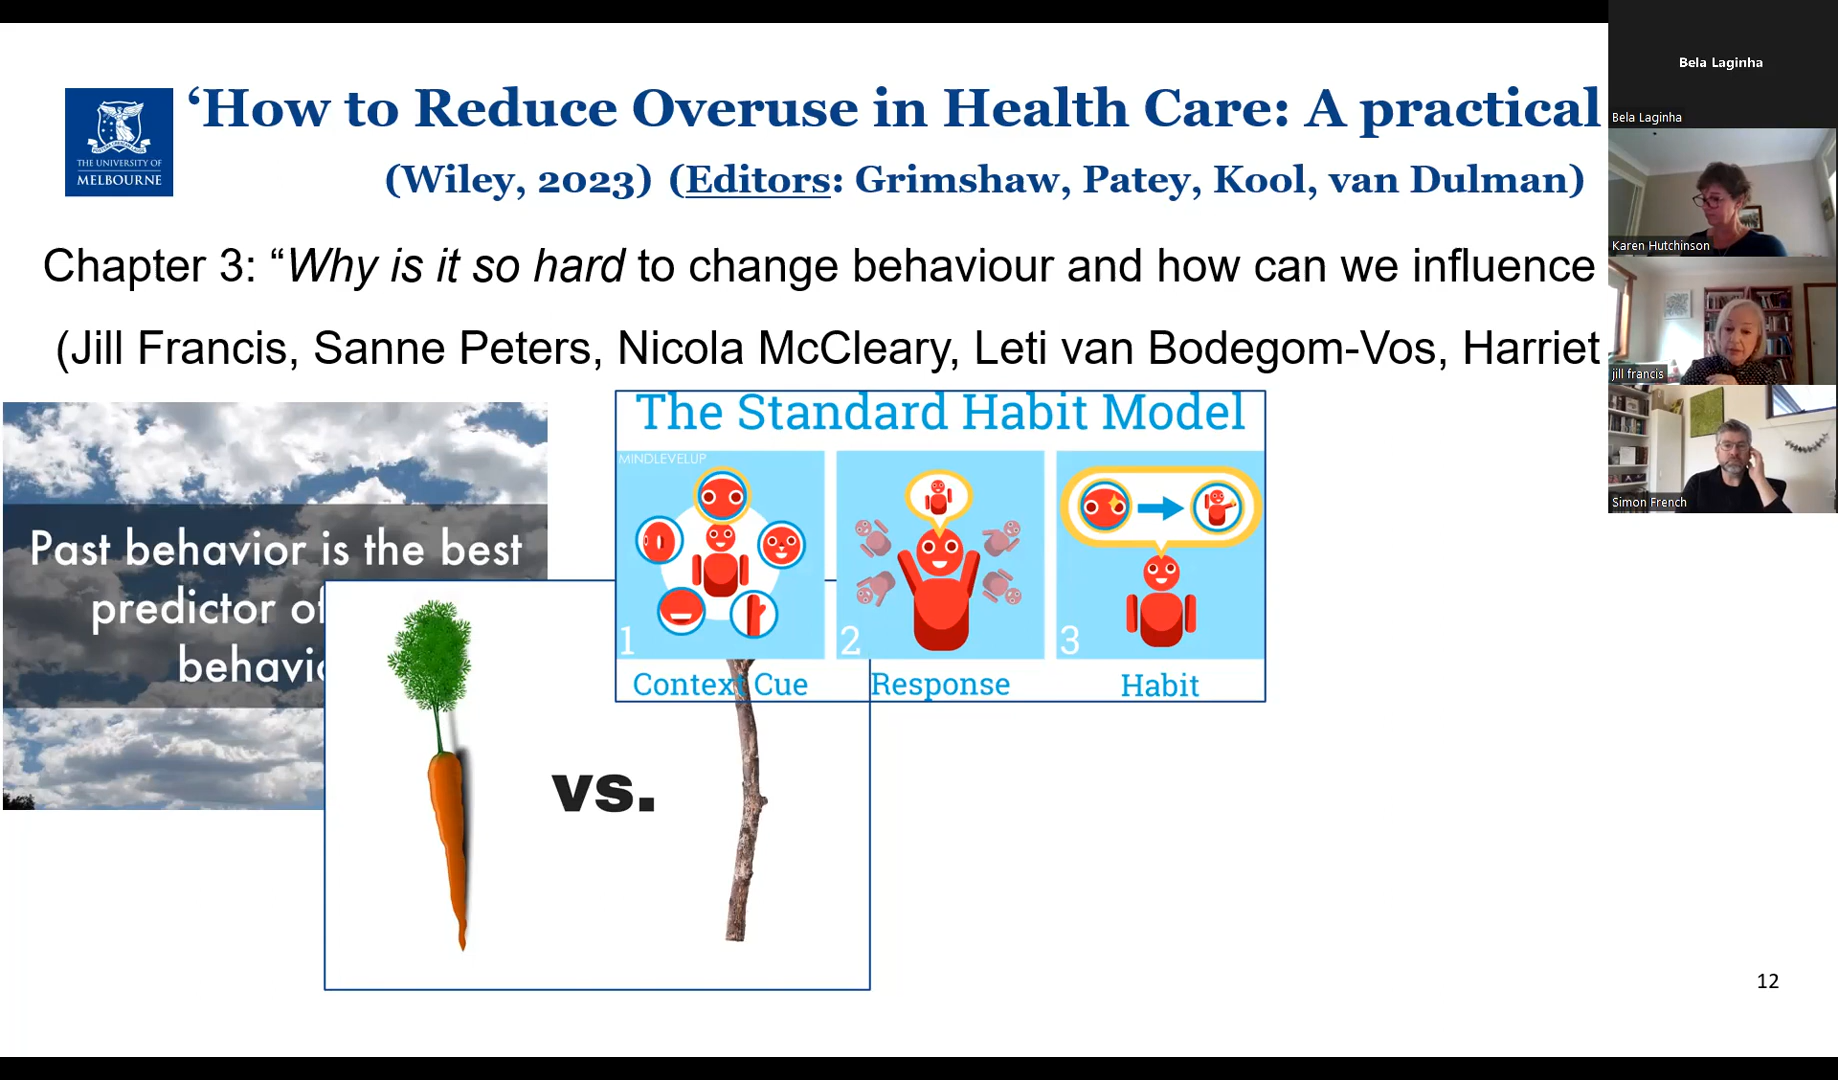 ‘How to Reduce Overuse in Health Care: A practical
(Wiley, 2023) (Editors: Grimshaw, Patey, Kool, van Dulman)
THE UNIVERSITY OF
MELBOURNE
Chapter 3: “Why is it so hard to change behaviour and how can we influence
(Jill Francis, Sanne Peters, Nicola McCleary, Leti van Bodegom-Vos, Harriet
Past behavior is the best
predictor of
behavio
vs.
The Standard Habit Model
MINDLEVELUP
1
2
3
Context Cue
Response
Habit
12
Bela Laginha
Bela Laginha
Karen Hutchinson
jill francis
Simon French